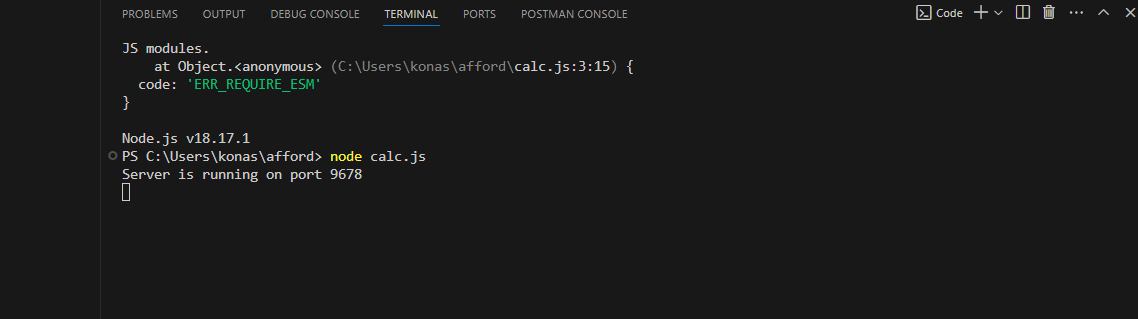 PROBLEMS OUTPUT DEBUG CONSOLE TERMINAL PORTS POSTMAN CONSOLE Code
JS modules.
    at Object.<anonymous> (C:\Users\konas\afford\calc.js:3:15) {
  code: 'ERR_REQUIRE_ESM'
}

Node.js v18.17.1
PS C:\Users\konas\afford> node calc.js
Server is running on port 9678